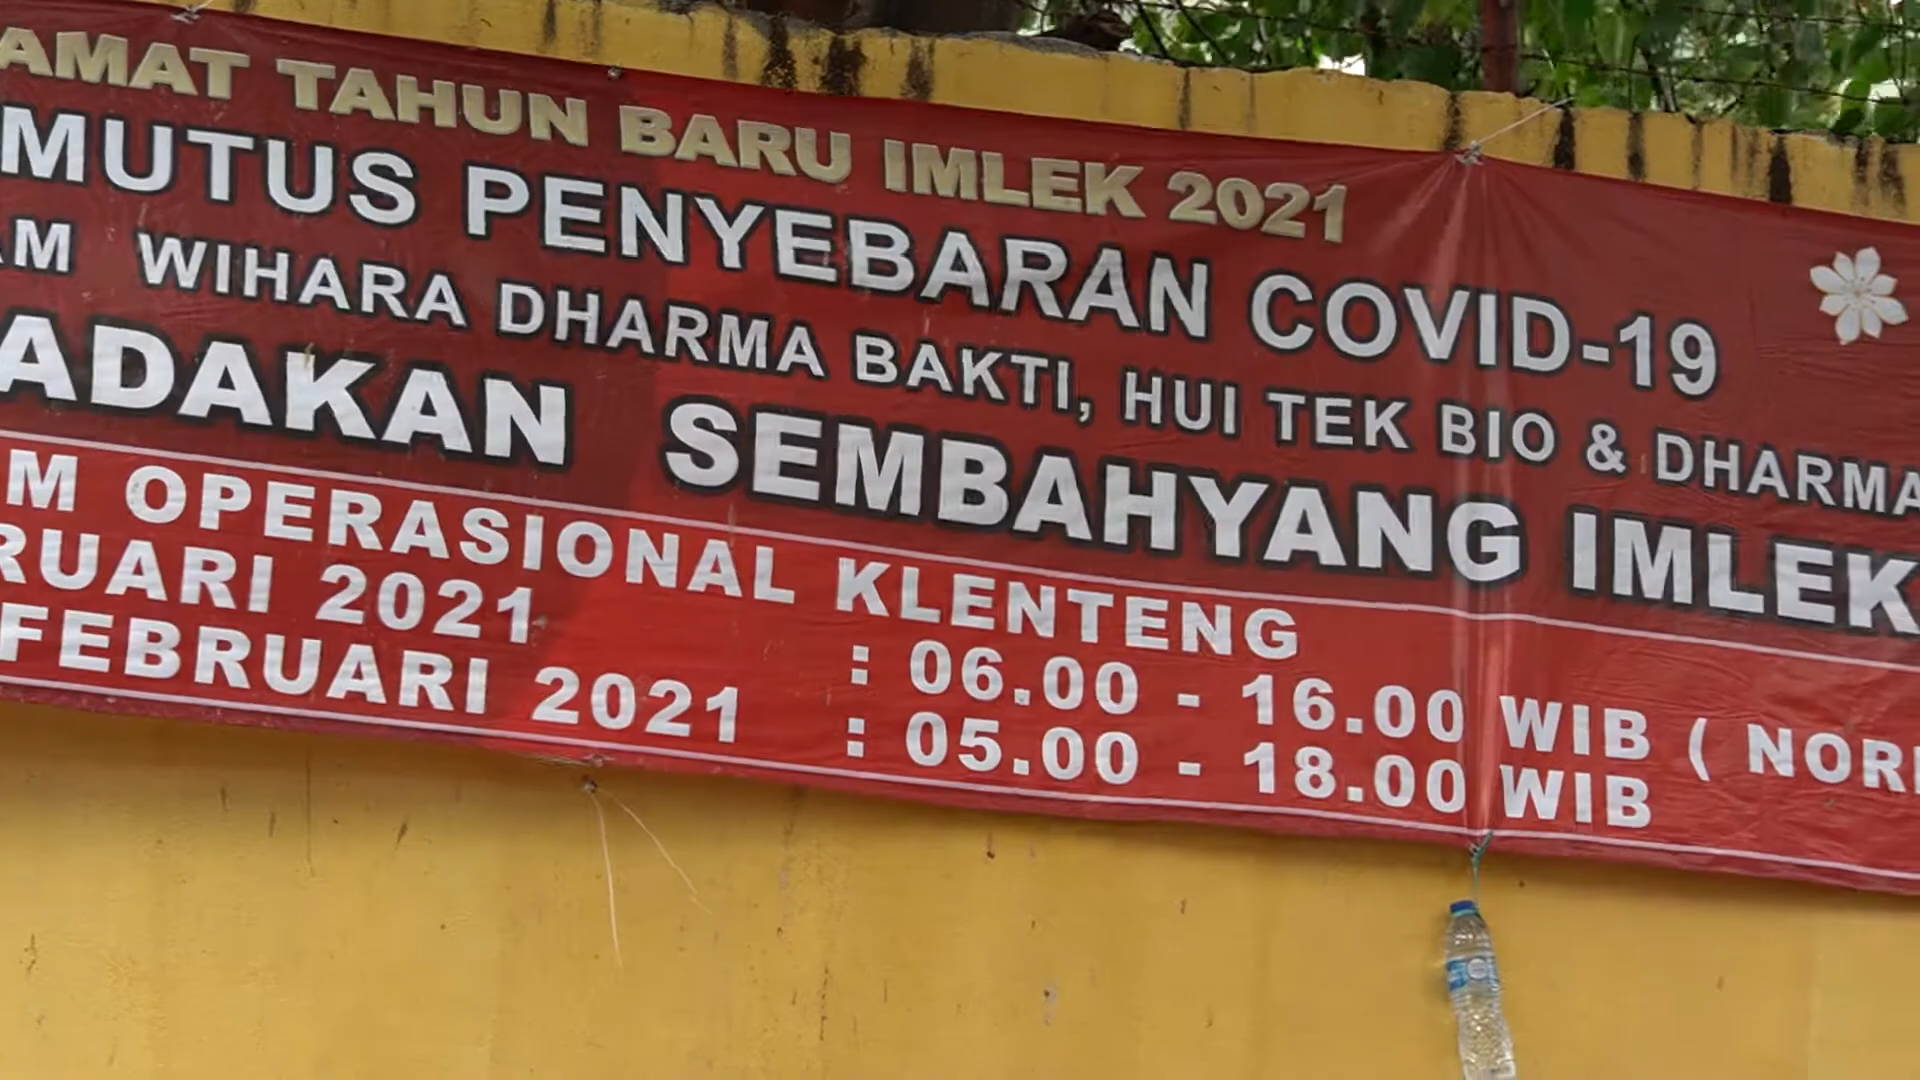 AMAT TAHUN BARU IMLEK 2021
MUTUS PENYEBARAN COVID-19
AM WIHARA DHARMA BAKTI, HUI TEK BIO & DHARMA
ADAKAN SEMBAHYANG IMLEK
M OPERASIONAL KLENTENG
RUARI 2021 : 06.00 - 16.00 WIB ( NOR
FEBRUARI 2021 : 05.00 - 18.00 WIB